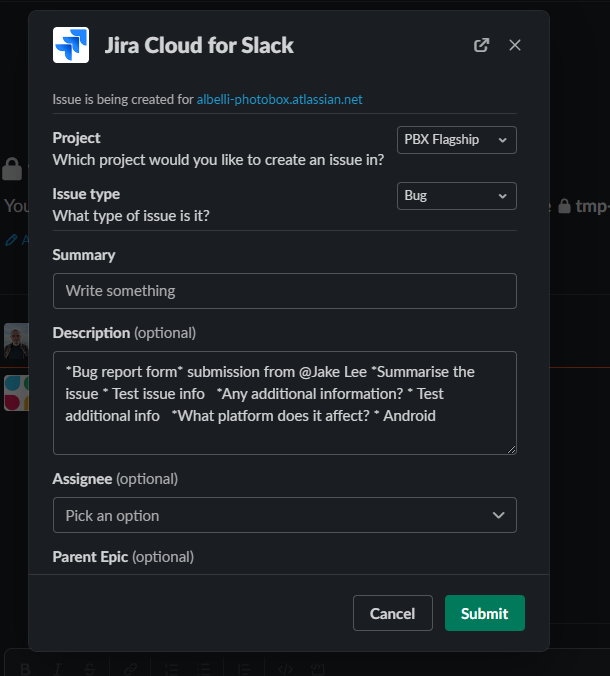 Jira Cloud for Slack
Issue is being created for albelli-photobox.atlassian.net
Project
Which project would you like to create an issue in?
PBX Flagship
Issue type
What type of issue is it?
Bug
You
tmp-
Summary
Write something
Description (optional)
*Bug report form* submission from @Jake Lee *Summarise the
issue * Test issue info   *Any additional information? * Test
additional info   *What platform does it affect? * Android
Assignee (optional)
Pick an option
Parent Epic (optional)
Cancel
Submit